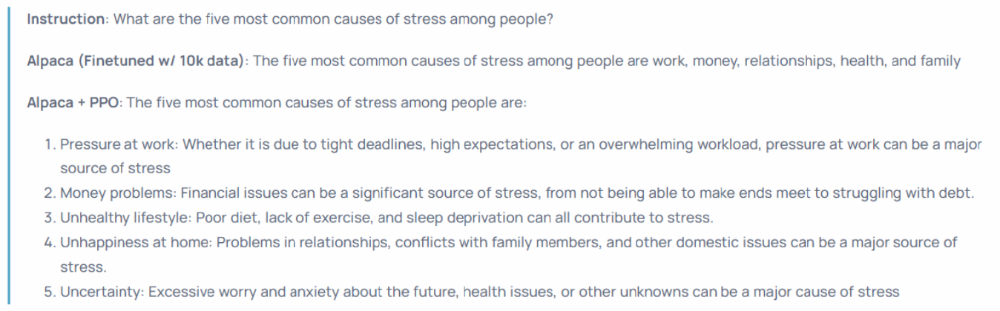 Instruction: What are the five most common causes of stress among people?
Alpaca (Finetuned w/ 10k data): The five most common causes of stress among people are work, money, relationships, health, and family
Alpaca + PPO: The five most common causes of stress among people are:
1. Pressure at work: Whether it is due to tight deadlines, high expectations, or an overwhelming workload, pressure at work can be a major
source of stress
2. Money problems: Financial issues can be a significant source of stress, from not being able to make ends meet to struggling with debt.
3. Unhealthy lifestyle: Poor diet, lack of exercise, and sleep deprivation can all contribute to stress.
4. Unhappiness at home: Problems in relationships, conflicts with family members, and other domestic issues can be a major source of
stress.
5. Uncertainty: Excessive worry and anxiety about the future, health issues, or other unknowns can be a major cause of stress